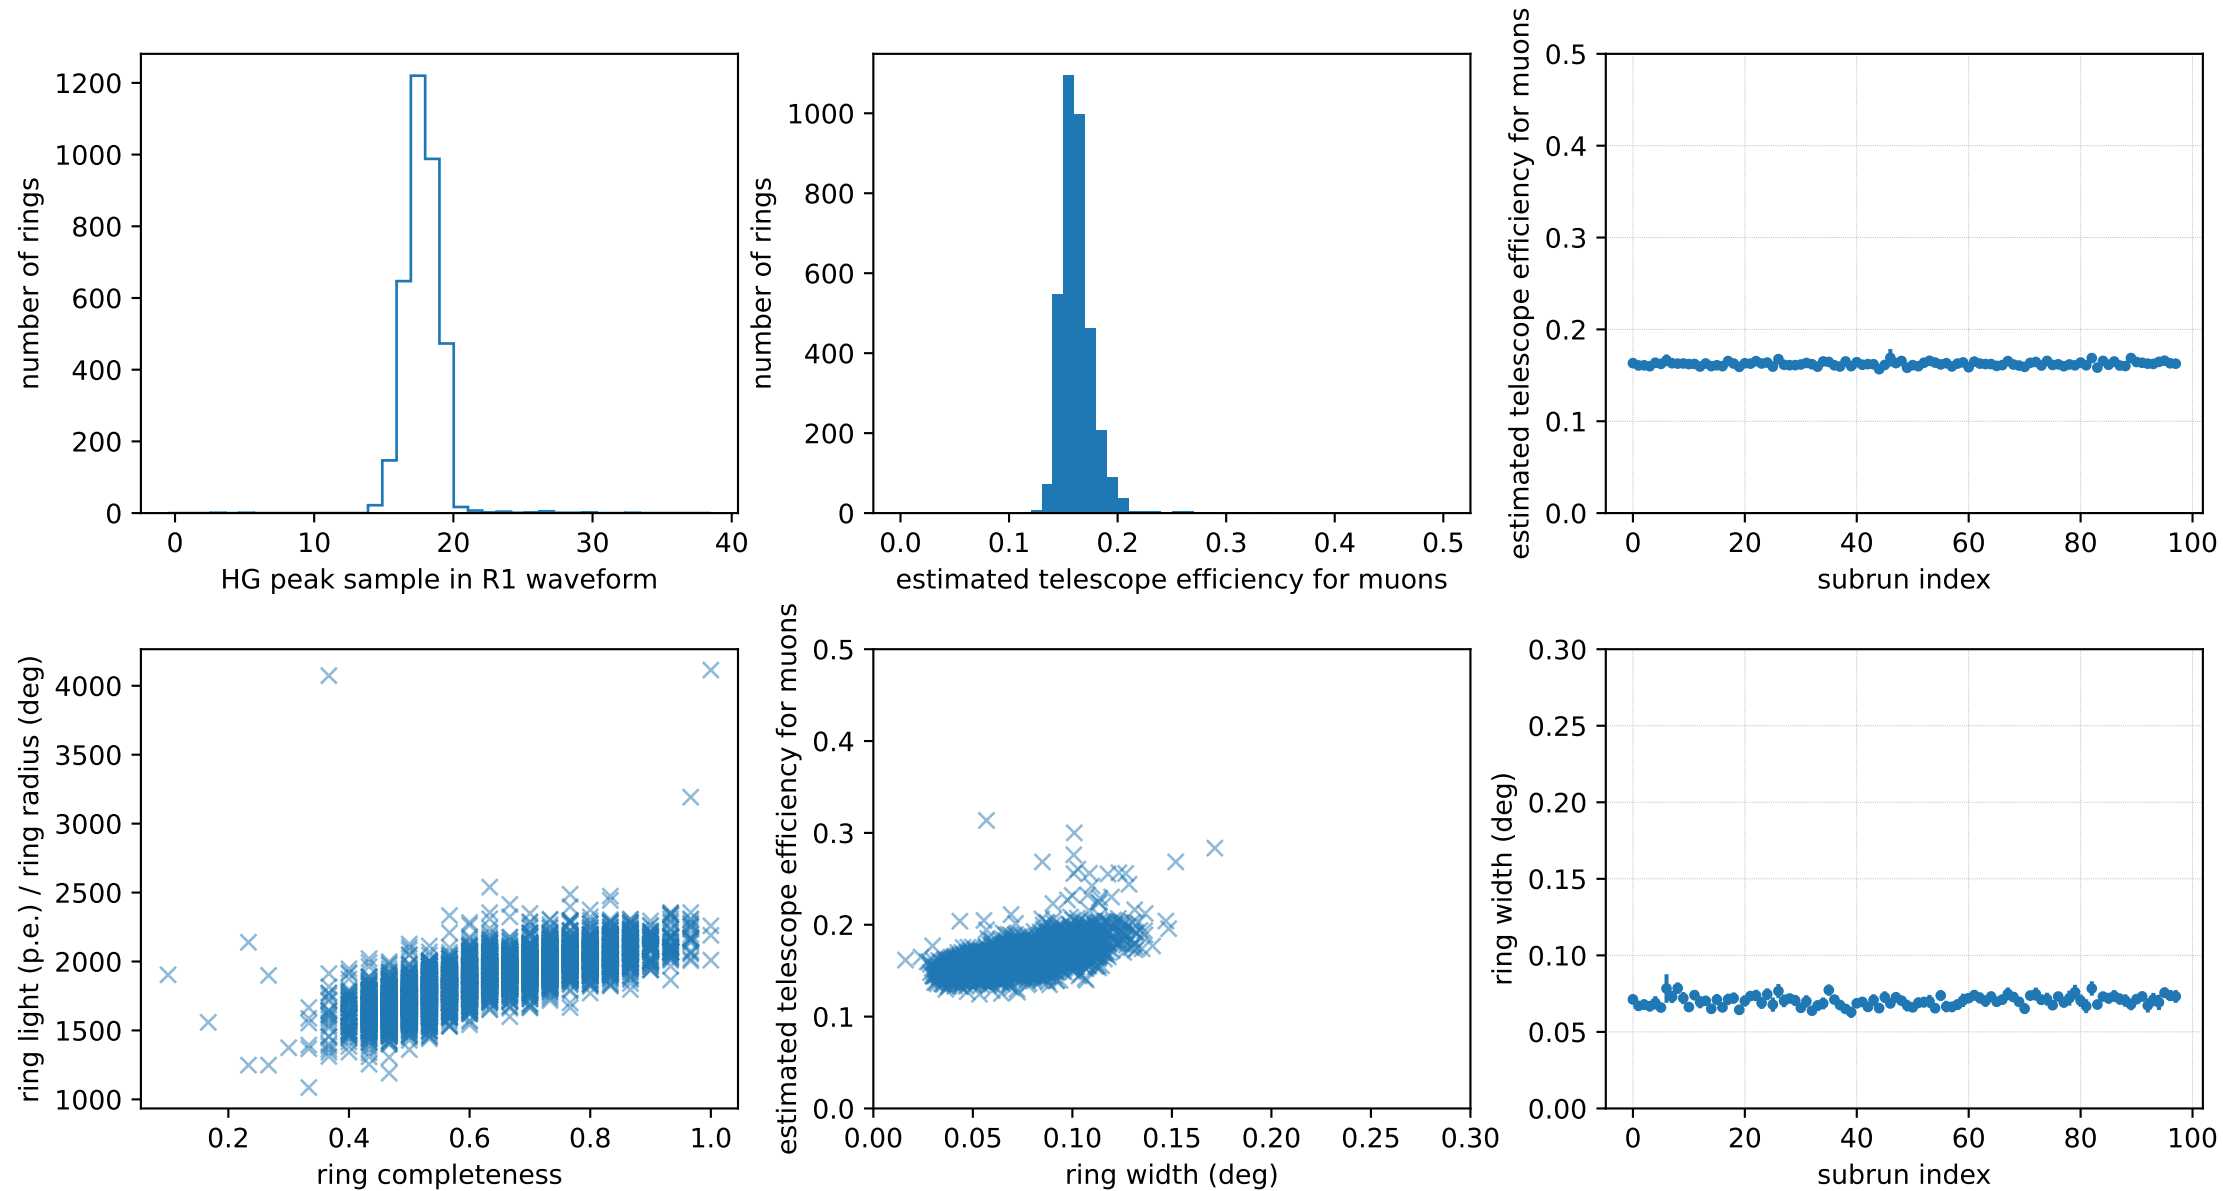 number of rings
1200
1000
800
600
400
200
0
0 10 20 30 40
HG peak sample in R1 waveform
number of rings
1000
800
600
400
200
0
0.0 0.1 0.2 0.3 0.4 0.5
estimated telescope efficiency for muons
estimated telescope efficiency for muons
0.5
0.4
0.3
0.2
0.1
0.0
0 20 40 60 80 100
subrun index
ring light (p.e.) / ring radius (deg)
4000
3500
3000
2500
2000
1500
1000
0.2 0.4 0.6 0.8 1.0
ring completeness
estimated telescope efficiency for muons
0.5
0.4
0.3
0.2
0.1
0.0
0.00 0.05 0.10 0.15 0.20 0.25 0.30
ring width (deg)
ring width (deg)
0.30
0.25
0.20
0.15
0.10
0.05
0.00
0 20 40 60 80 100
subrun index